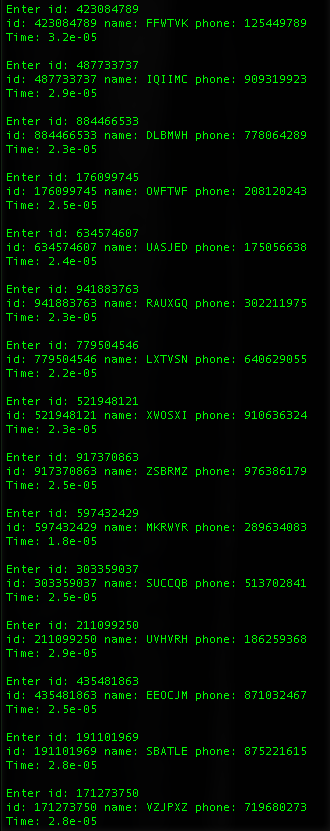 Enter id: 423084789
id: 423084789 name: FFWTVK phone: 125449789
Time: 3.2e-05
Enter id: 487733737
id: 487733737 name: IQIIMC phone: 909319923
Time: 2.9e-05
Enter id: 884466533
id: 884466533 name: DLBMWH phone: 778064289
Time: 2.3e-05
Enter id: 176099745
id: 176099745 name: OWFTWF phone: 208120243
Time: 2.5e-05
Enter id: 634574607
id: 634574607 name: UASJED phone: 175056638
Time: 2.4e-05
Enter id: 941883763
id: 941883763 name: RAUXGQ phone: 302211975
Time: 2.3e-05
Enter id: 779504546
id: 779504546 name: LXTVSN phone: 640629055
Time: 2.2e-05
Enter id: 521948121
id: 521948121 name: XWOSXI phone: 910636324
Time: 2.3e-05
Enter id: 917370863
id: 917370863 name: ZSBRMZ phone: 976386179
Time: 2.5e-05
Enter id: 597432429
id: 597432429 name: MKRWYR phone: 289634083
Time: 1.8e-05
Enter id: 303359037
id: 303359037 name: SUCCQB phone: 513702841
Time: 2.5e-05
Enter id: 211099250
id: 211099250 name: UVHVRH phone: 186259368
Time: 2.9e-05
Enter id: 435481863
id: 435481863 name: EEOCJM phone: 871032467
Time: 2.5e-05
Enter id: 191101969
id: 191101969 name: SBATLE phone: 875221615
Time: 2.8e-05
Enter id: 171273750
id: 171273750 name: VZJPXZ phone: 719680273
Time: 2.8e-05